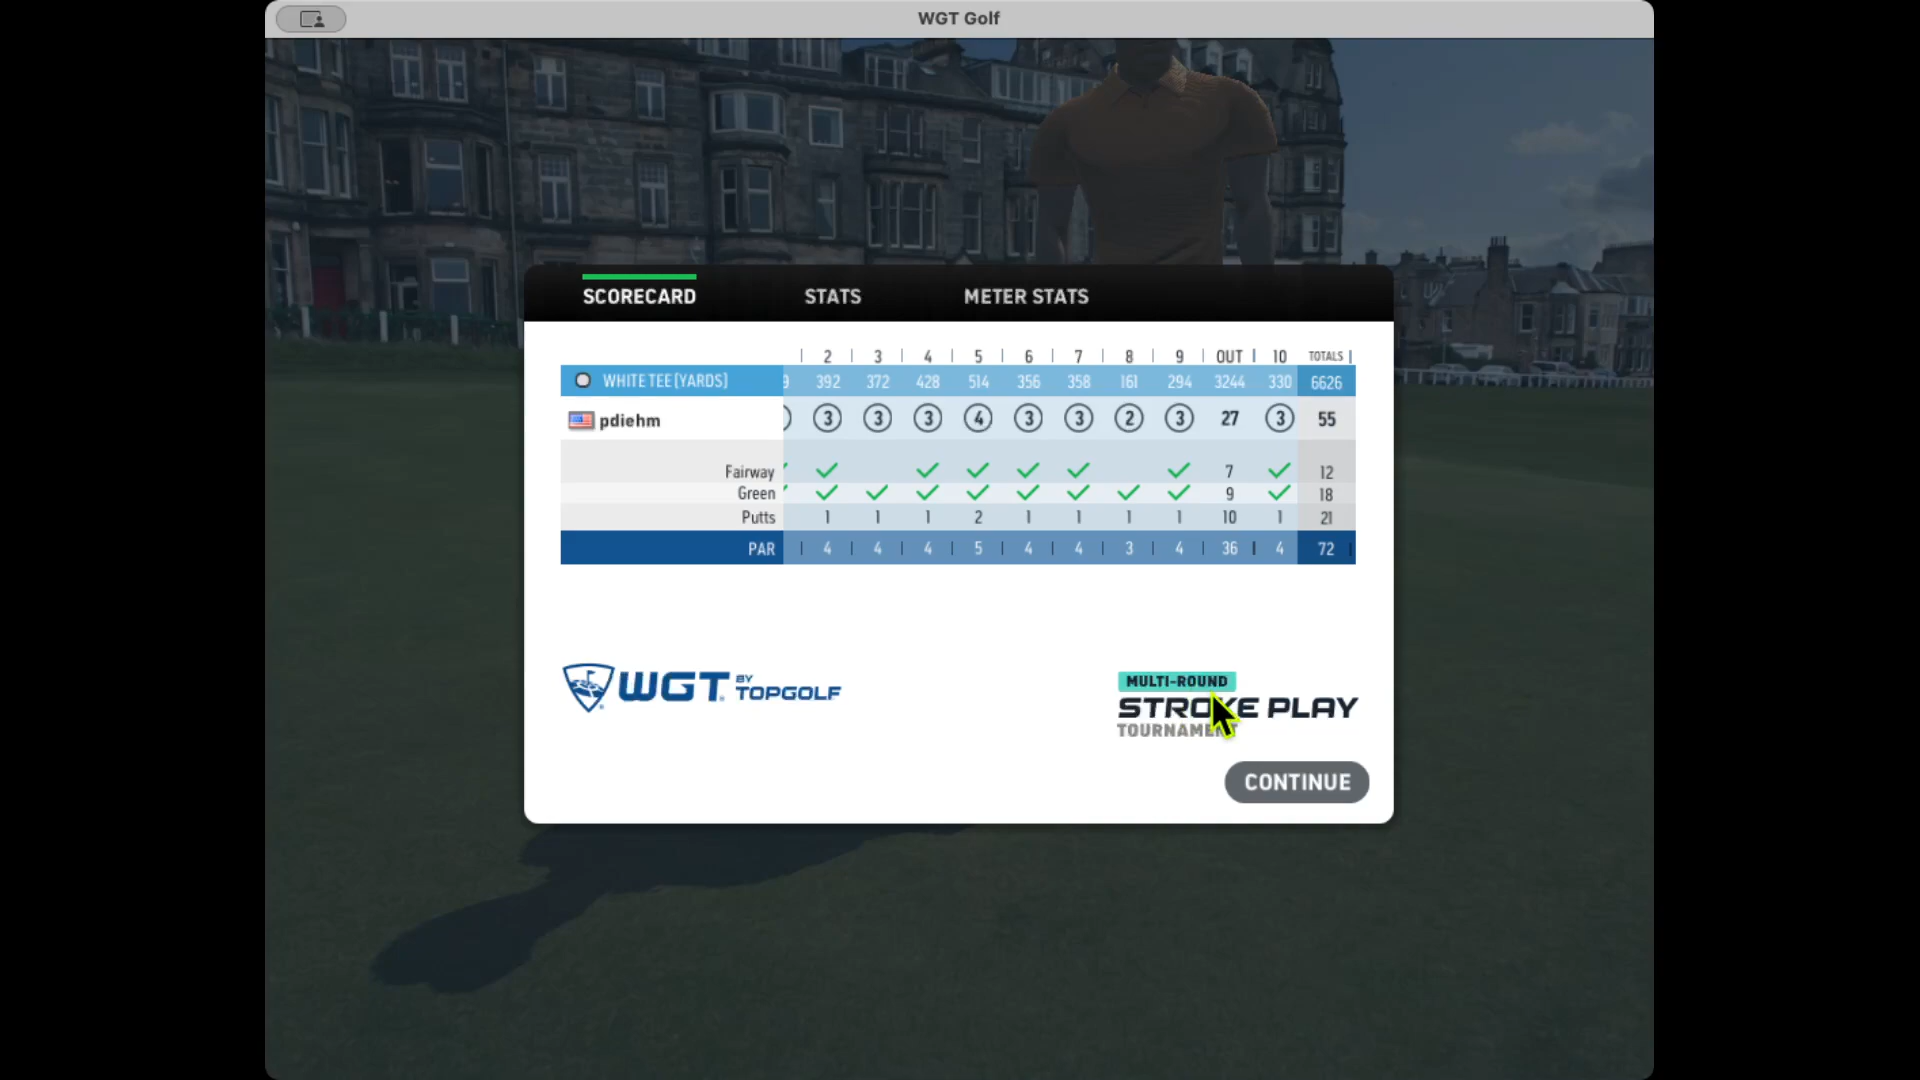 WGT Golf
SCORECARD STATS METER STATS
2 3 4 5 6 7 8 9 OUT 10 TOTALS
WHITE TEE (YARDS) 9 392 372 428 514 356 358 161 294 3244 330 6626
pdiehm 3 3 3 4 3 3 2 3 27 3 55
Fairway 7 12
Green 9 18
Putts 1 1 1 2 1 1 1 1 10 1 21
PAR 4 4 4 5 4 4 3 4 36 4 72
WGT BY TOPGOLF
MULTI-ROUND
STROKE PLAY
TOURNAMENT
CONTINUE